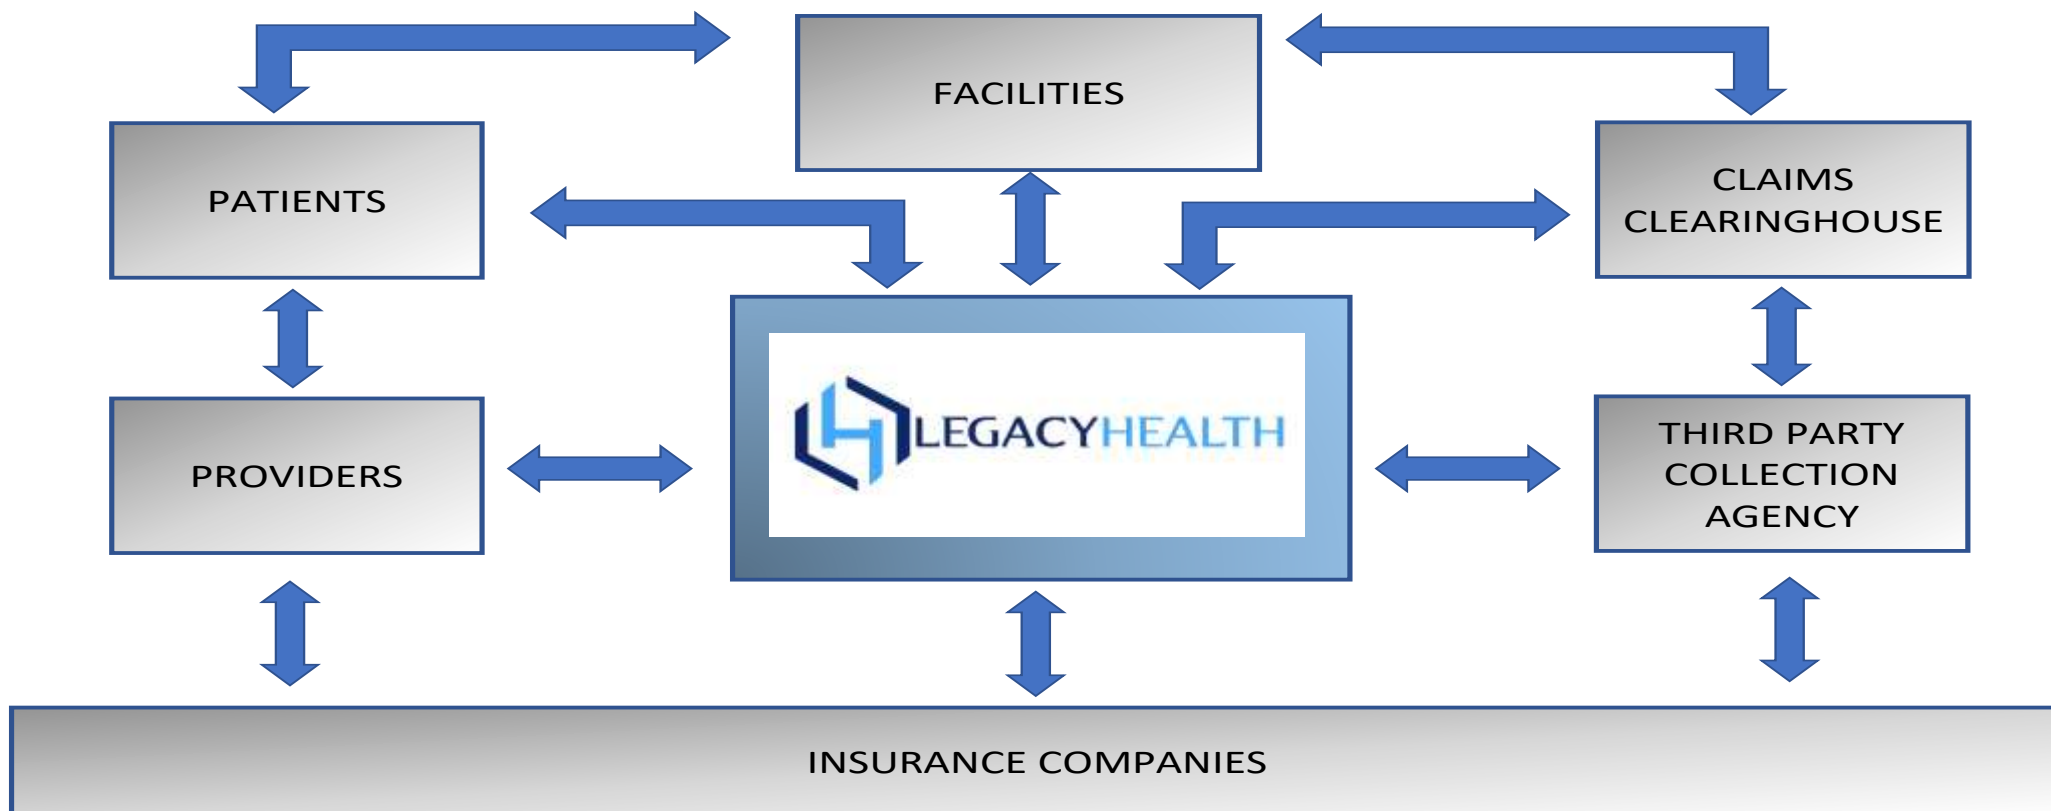 FACILITIES
PATIENTS
CLAIMS
CLEARINGHOUSE
LEGACYHEALTH
PROVIDERS
THIRD PARTY
COLLECTION
AGENCY
INSURANCE COMPANIES